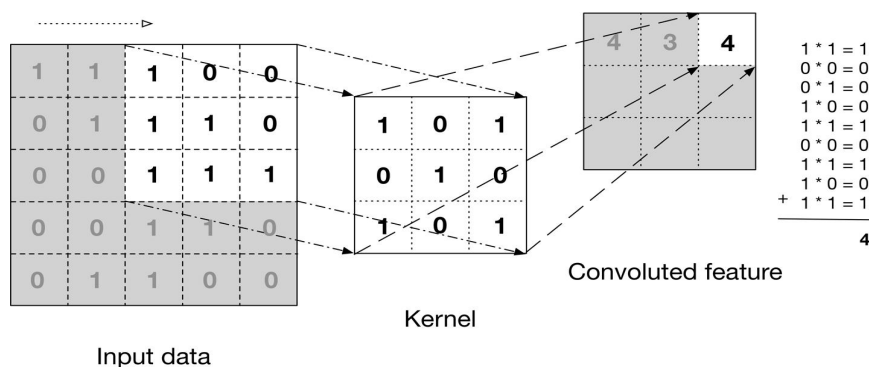 1 1 1 0 0
0 1 1 1 0
0 0 1 1 1
0 0 1 1 0
0 1 1 0 0
Input data
1 0 1
0 1 0
1 0 1
Kernel
4 3 4
Convoluted feature
1 * 1 = 1
0 * 0 = 0
0 * 1 = 0
1 * 0 = 0
1 * 1 = 1
0 * 0 = 0
1 * 1 = 1
1 * 0 = 0
+ 1 * 1 = 1
4